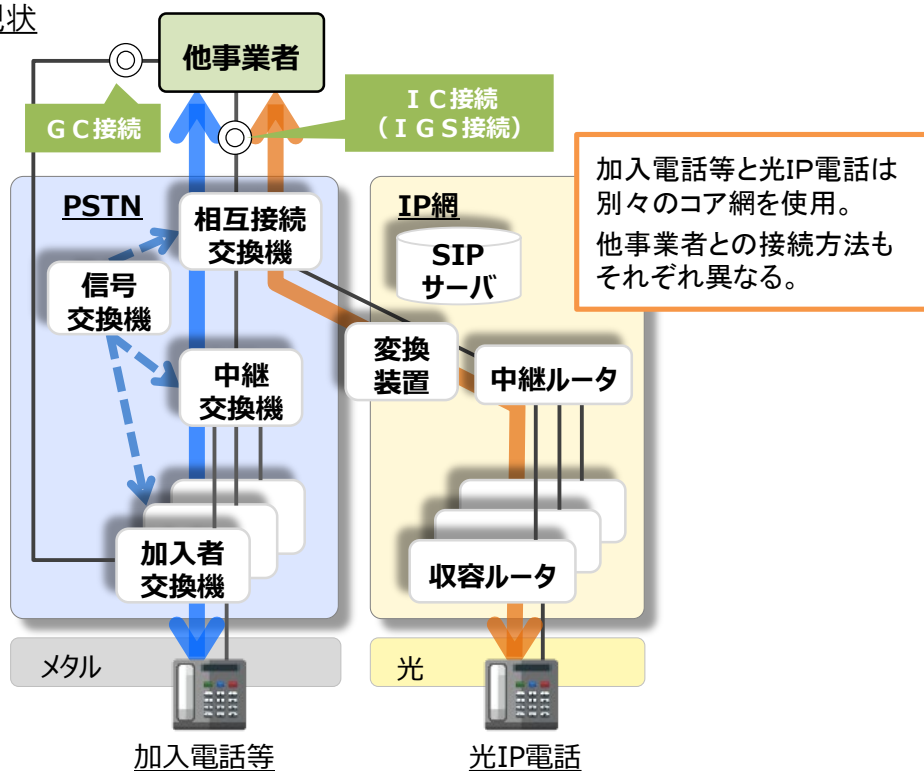 現状
他事業者
GC接続
IC接続
(IGS接続)
加入電話等と光IP電話は
別々のコア網を使用。
他事業者との接続方法も
それぞれ異なる。
PSTN
相互接続
交換機
IP網
SIP
サーバ
信号
交換機
変換
装置
中継
交換機
中継ルータ
加入者
交換機
収容ルータ
メタル
光
加入電話等
光IP電話